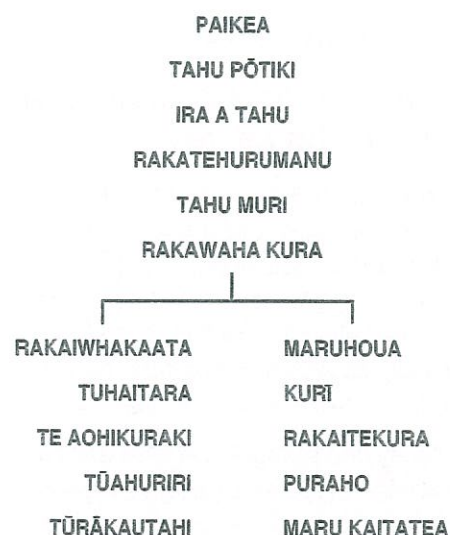 PAIKEA
TAHU PŌTIKI
IRA A TAHU
RAKATEHURUMANU
TAHU MURI
RAKAWAHA KURA
RAKAIWHAKAATA MARUHOUA
TUHAITARA KURĪ
TE AOHIKURAKI RAKAITEKURA
TŪAHURIRI PURAHO
TŪRĀKAUTAHI MARU KAITATEA